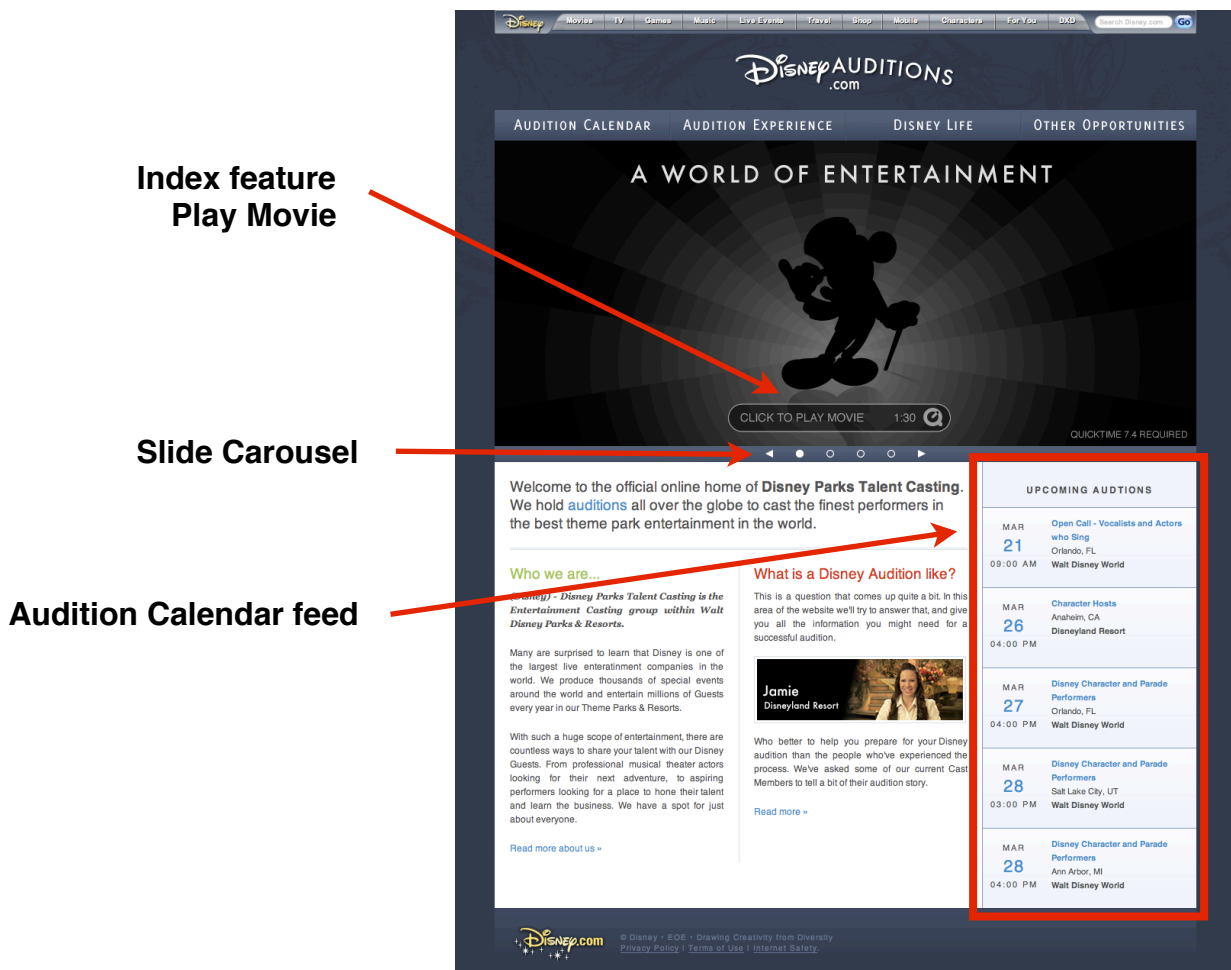 Disney Movies TV Games Music Live Events Travel Shop Mobile Characters For You DXD Search Disney.com Go
Disney AUDITIONS
.com
AUDITION CALENDAR AUDITION EXPERIENCE DISNEY LIFE OTHER OPPORTUNITIES
Index feature
Play Movie
A WORLD OF ENTERTAINMENT
CLICK TO PLAY MOVIE 1:30
QUICKTIME 7.4 REQUIRED
Slide Carousel
Welcome to the official online home of Disney Parks Talent Casting.
We hold auditions all over the globe to cast the finest performers in
the best theme park entertainment in the world.
Audition Calendar feed
Who we are...
(Disney) - Disney Parks Talent Casting is the
Entertainment Casting group within Walt
Disney Parks & Resorts.
Many are surprised to learn that Disney is one of
the largest live enteratinment companies in the
world. We produce thousands of special events
around the world and entertain millions of Guests
every year in our Theme Parks & Resorts.
With such a huge scope of entertainment, there are
countless ways to share your talent with our Disney
Guests. From professional musical theater actors
looking for their next adventure, to aspiring
performers looking for a place to hone their talent
and learn the business. We have a spot for just
about everyone.
Read more about us »
What is a Disney Audition like?
This is a question that comes up quite a bit. In this
area of the website we'll try to answer that, and give
you all the information you might need for a
successful audition.
Jamie
Disneyland Resort
Who better to help you prepare for your Disney
audition than the people who've experienced the
process. We've asked some of our current Cast
Members to tell a bit of their audition story.
Read more »
UPCOMING AUDTIONS
MAR
21
09:00 AM
Open Call - Vocalists and Actors
who Sing
Orlando, FL
Walt Disney World
MAR
26
04:00 PM
Character Hosts
Anaheim, CA
Disneyland Resort
MAR
27
04:00 PM
Disney Character and Parade
Performers
Orlando, FL
Walt Disney World
MAR
28
03:00 PM
Disney Character and Parade
Performers
Salt Lake City, UT
Walt Disney World
MAR
28
04:00 PM
Disney Character and Parade
Performers
Ann Arbor, MI
Walt Disney World
Disney.com
© Disney • EOE • Drawing Creativity from Diversity
Privacy Policy | Terms of Use | Internet Safety.